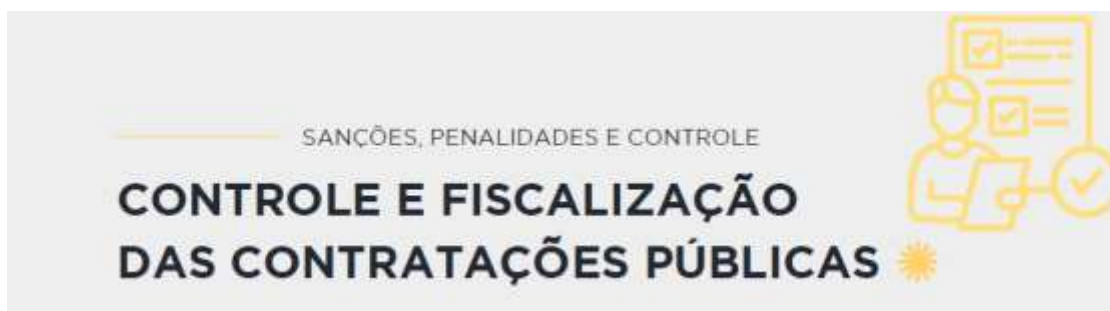 SANÇÕES, PENALIDADES E CONTROLE
CONTROLE E FISCALIZAÇÃO
DAS CONTRATAÇÕES PÚBLICAS